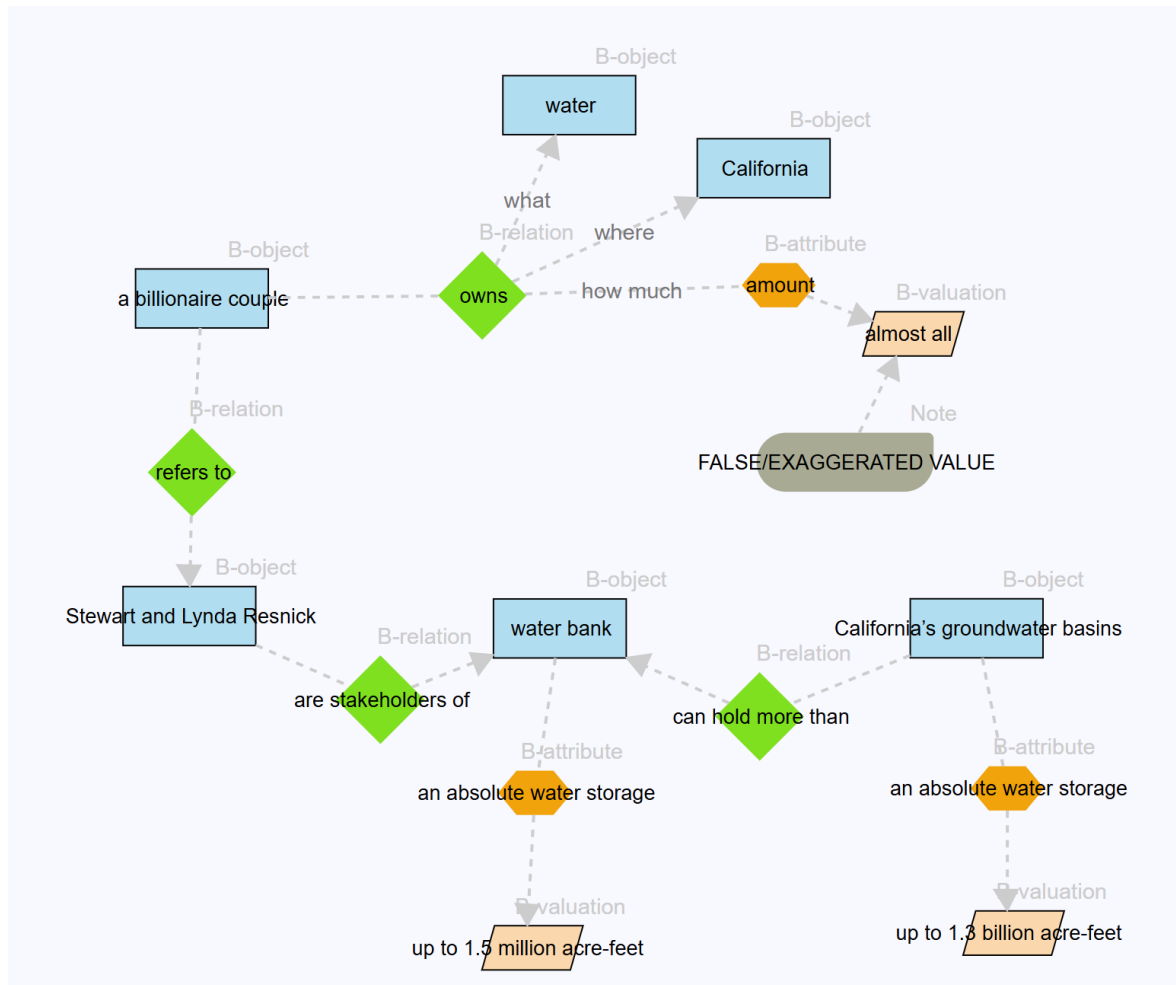 B-object
water
B-object
California
what
B-relation
where
B-object
B-attribute
a billionaire couple
owns
how much
amount
B-valuation
almost all
B-relation
Note
refers to
FALSE/EXAGGERATED VALUE
B-object
B-object
B-object
Stewart and Lynda Resnick
water bank
California’s groundwater basins
B-relation
B-relation
are stakeholders of
can hold more than
B-attribute
B-attribute
an absolute water storage
an absolute water storage
B-valuation
B-valuation
up to 1.5 million acre-feet
up to 1.3 billion acre-feet